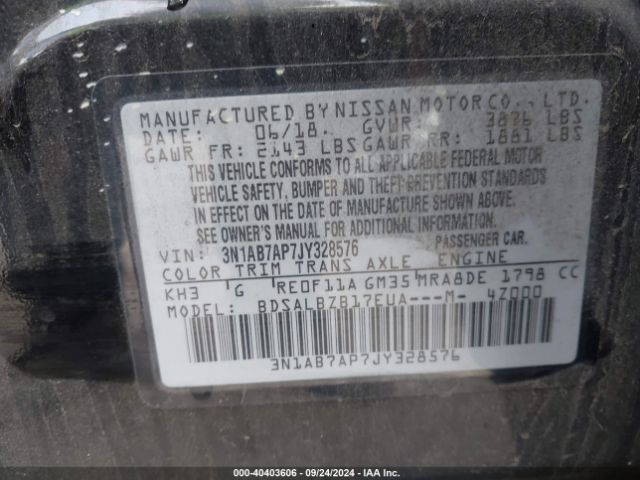 MANUFACTURED BY NISSAN MOTOR CO., LTD.
DATE: 06/18. GVWR: 3836 LBS
GAWR FR: 2143 LBS GAWR RR: 1881 LBS
THIS VEHICLE CONFORMS TO ALL APPLICABLE FEDERAL MOTOR
VEHICLE SAFETY, BUMPER AND THEFT PREVENTION STANDARDS
IN EFFECT ON THE DATE OF MANUFACTURE SHOWN ABOVE.
SEE OWNER'S MANUAL FOR ADDITIONAL INFORMATION.
VIN: 3N1AB7AP7JY328576 PASSENGER CAR.
COLOR TRIM TRANS AXLE ENGINE
KH3 G RE0F11A GM35 MRA8DE 1798 CC
MODEL: BDSALBZB17EUA---M- 4Z000
3N1AB7AP7JY328576
000-40403606 - 09/24/2024 - IAA Inc.